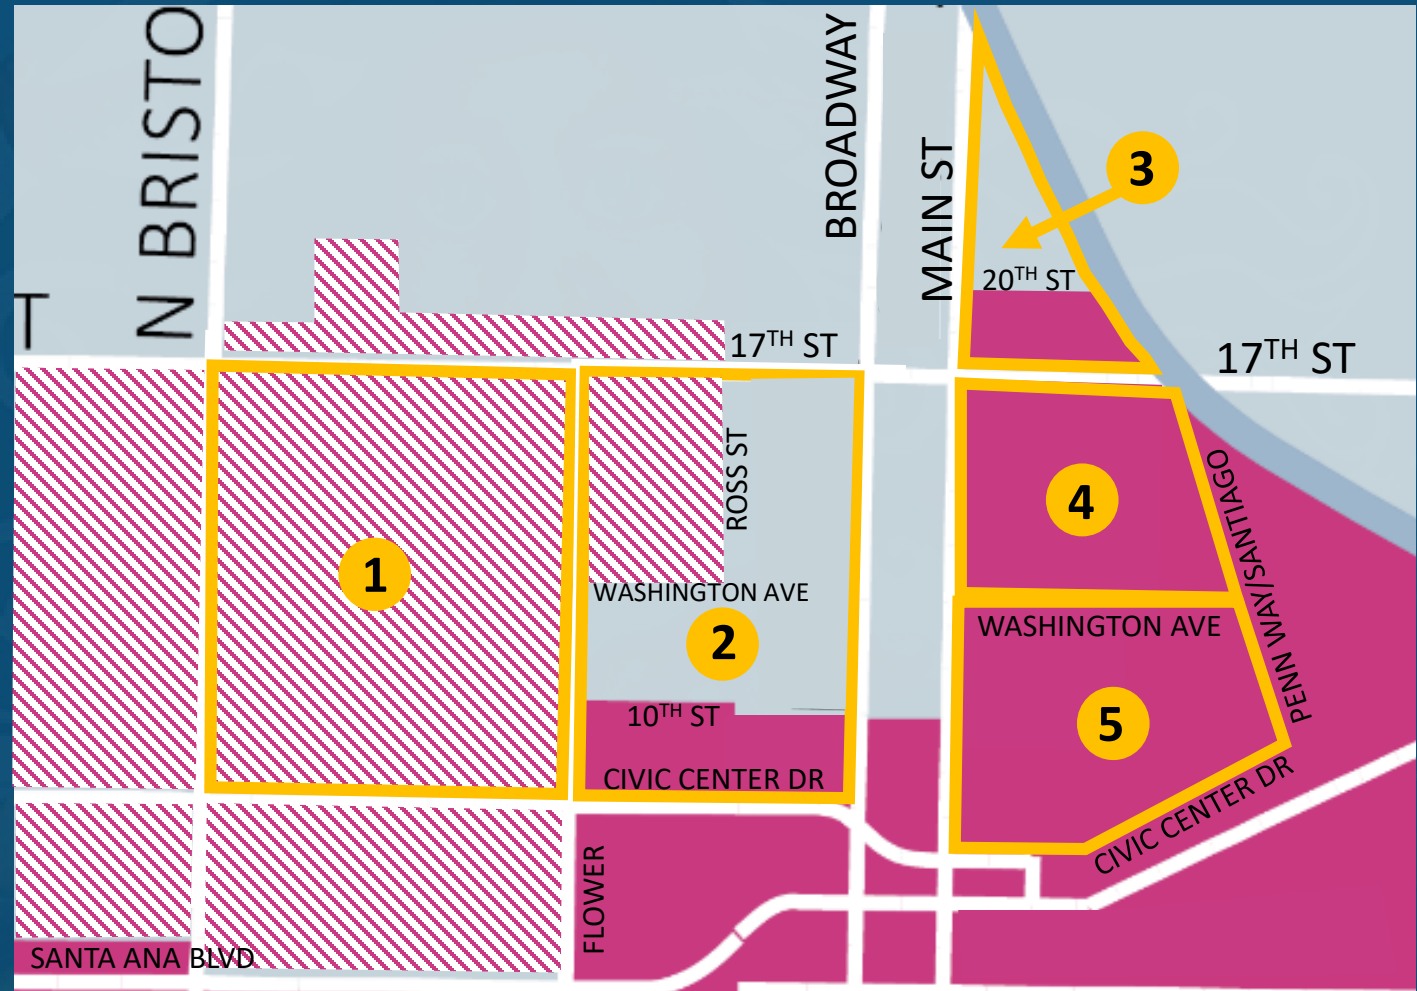 N BRISTO
BROADWAY
MAIN ST
3
20TH ST
T
17TH ST
17TH ST
ROSS ST
4
PENN WAY/SANTIAGO
1
WASHINGTON AVE
2
WASHINGTON AVE
10TH ST
5
CIVIC CENTER DR
CIVIC CENTER DR
FLOWER
SANTA ANA BLVD